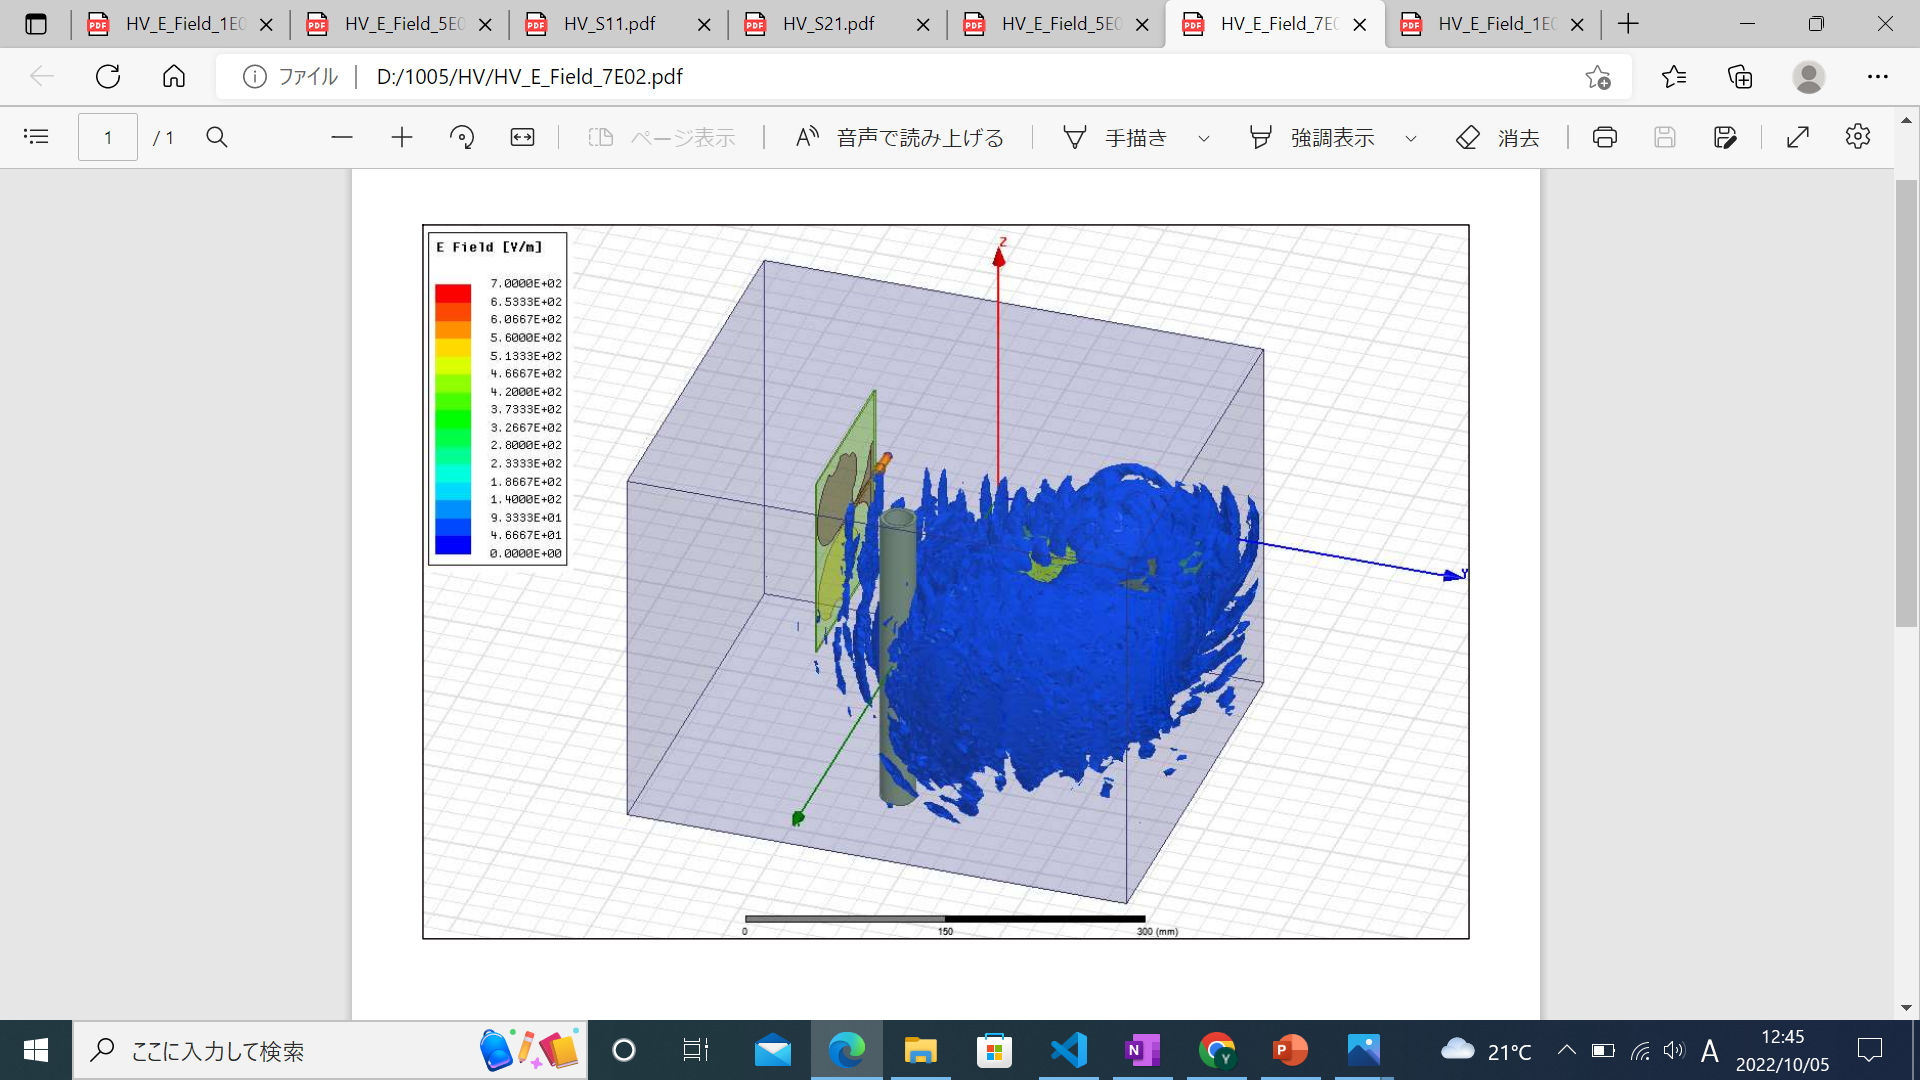 HV_E_Field_1E0
HV_E_Field_5E0
HV_S11.pdf
HV_S21.pdf
HV_E_Field_5E0
HV_E_Field_7E0
HV_E_Field_1E0
ファイル
D:/1005/HV/HV_E_Field_7E02.pdf
1
/ 1
ページ表示
音声で読み上げる
手描き
強調表示
消去
E Field [V/m]
7.0000E+02
6.5333E+02
6.0667E+02
5.6000E+02
5.1333E+02
4.6667E+02
4.2000E+02
3.7333E+02
3.2667E+02
2.8000E+02
2.3333E+02
1.8667E+02
1.4000E+02
9.3333E+01
4.6667E+01
0.0000E+00
Z
Y
0
150
300 (mm)
ここに入力して検索
21°C
A
12:45
2022/10/05